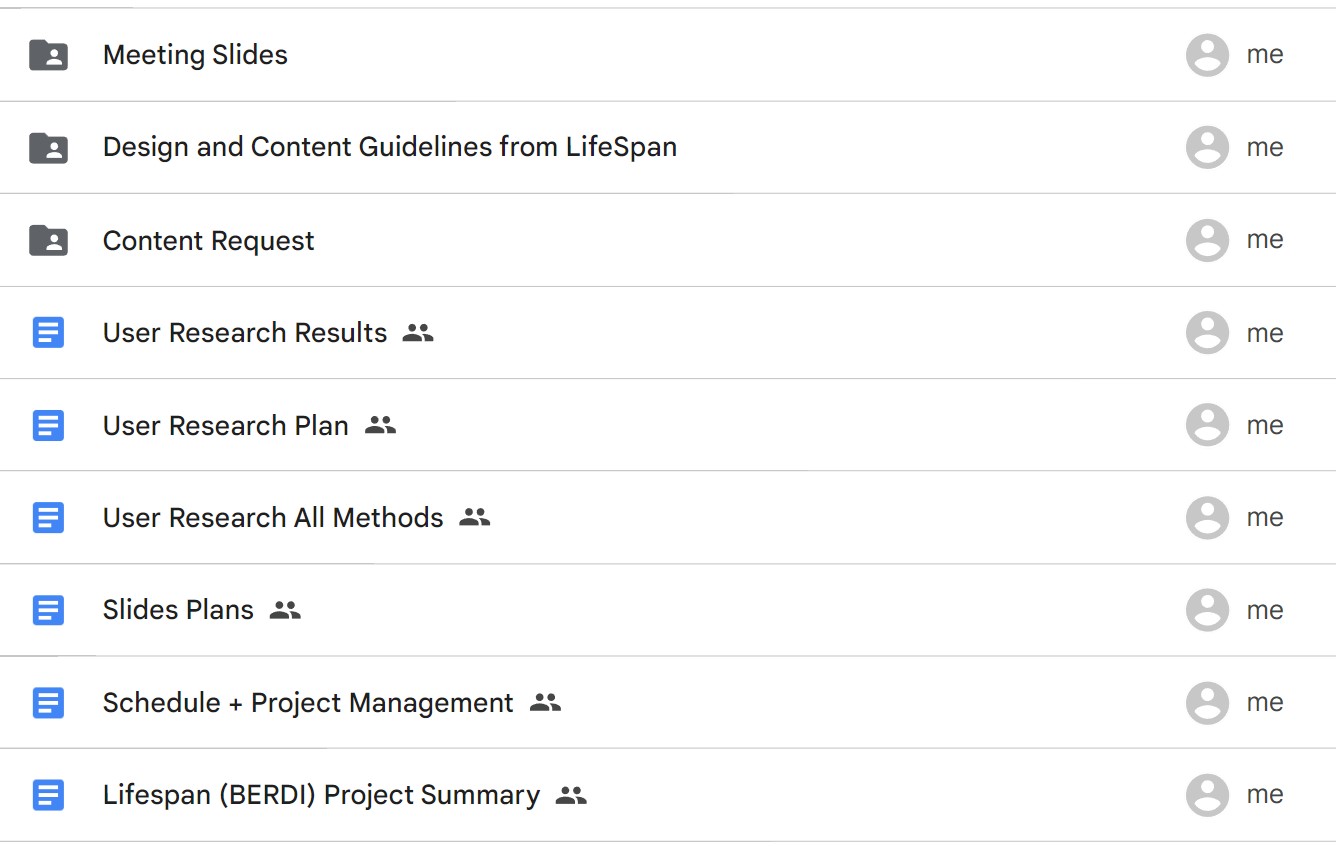 Meeting Slides me
Design and Content Guidelines from LifeSpan me
Content Request me
User Research Results me
User Research Plan me
User Research All Methods me
Slides Plans me
Schedule + Project Management me
Lifespan (BERDI) Project Summary me